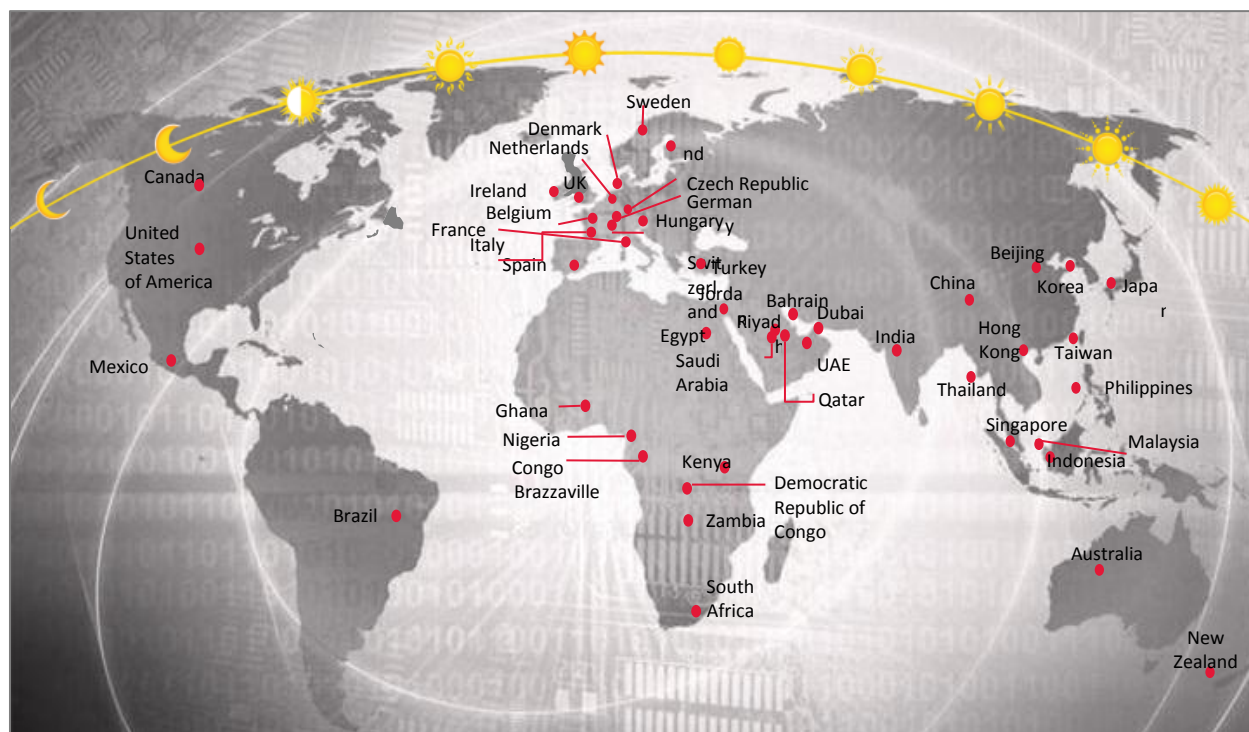 Sweden
Denmark
nd
Netherlands
Canada
Ireland
UK
Czech Republic
German
Belgium
Hungary
y
France
Italy
United
States
of America
Spain
Swit
Turkey
zerl
and
Jorda
n
Beijing
Korea
China
Japa
r
Bahrain
Dubai
Riyad
h
Egypt
Saudi
Arabia
UAE
India
Hong
Kong
Taiwan
Mexico
Qatar
Thailand
Philippines
Ghana
Nigeria
Congo
Brazzaville
Kenya
Singapore
Malaysia
Indonesia
Democratic
Republic of
Congo
Brazil
Zambia
Australia
South
Africa
New
Zealand